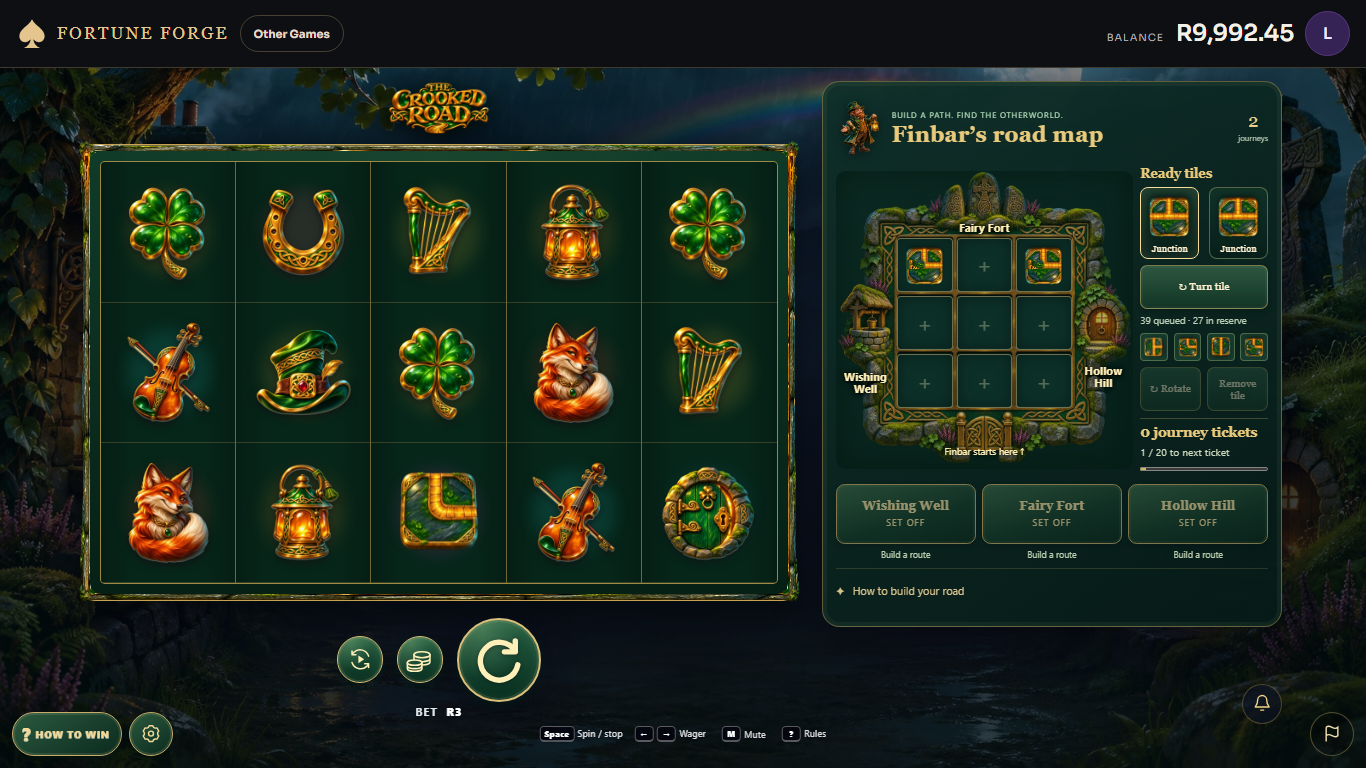 FORTUNE FORGE
Other Games
BALANCE R9,992.45
L
THE
CROOKED
ROAD
BUILD A PATH. FIND THE OTHERWORLD.
Finbar's road map
2
journeys
Ready tiles
Junction
Junction
↻ Turn tile
39 queued · 27 in reserve
↻ Rotate
Remove
tile
0 journey tickets
1 / 20 to next ticket
Fairy Fort
+
+
+
+
+
+
+
Wishing
Well
Hollow
Hill
Finbar starts here ↑
Wishing Well
SET OFF
Fairy Fort
SET OFF
Hollow Hill
SET OFF
Build a route
Build a route
Build a route
✦ How to build your road
BET R3
? HOW TO WIN
Space Spin / stop ← → Wager M Mute ? Rules